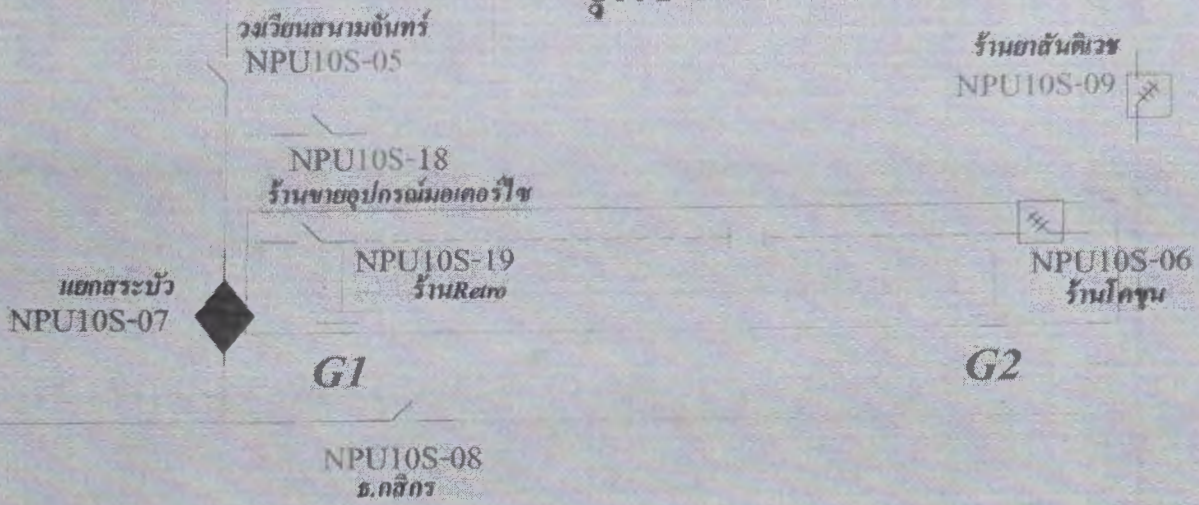 วงเวียนสนามจันทร์
NPU10S-05
ร้านยาสันติเวช
NPU10S-09
NPU10S-18
ร้านขายอุปกรณ์มอเตอร์ไซ
NPU10S-19
ร้านRetro
NPU10S-06
ร้านโคขุน
แยกสระบัว
NPU10S-07
G1
G2
NPU10S-08
ธ.กสิกร